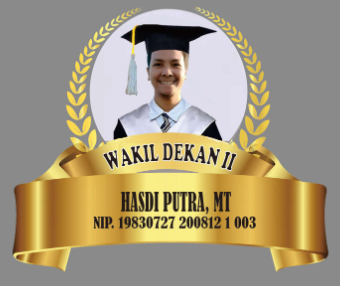 WAKIL DEKAN II
HASDI PUTRA, MT
NIP. 19830727 200812 1 003